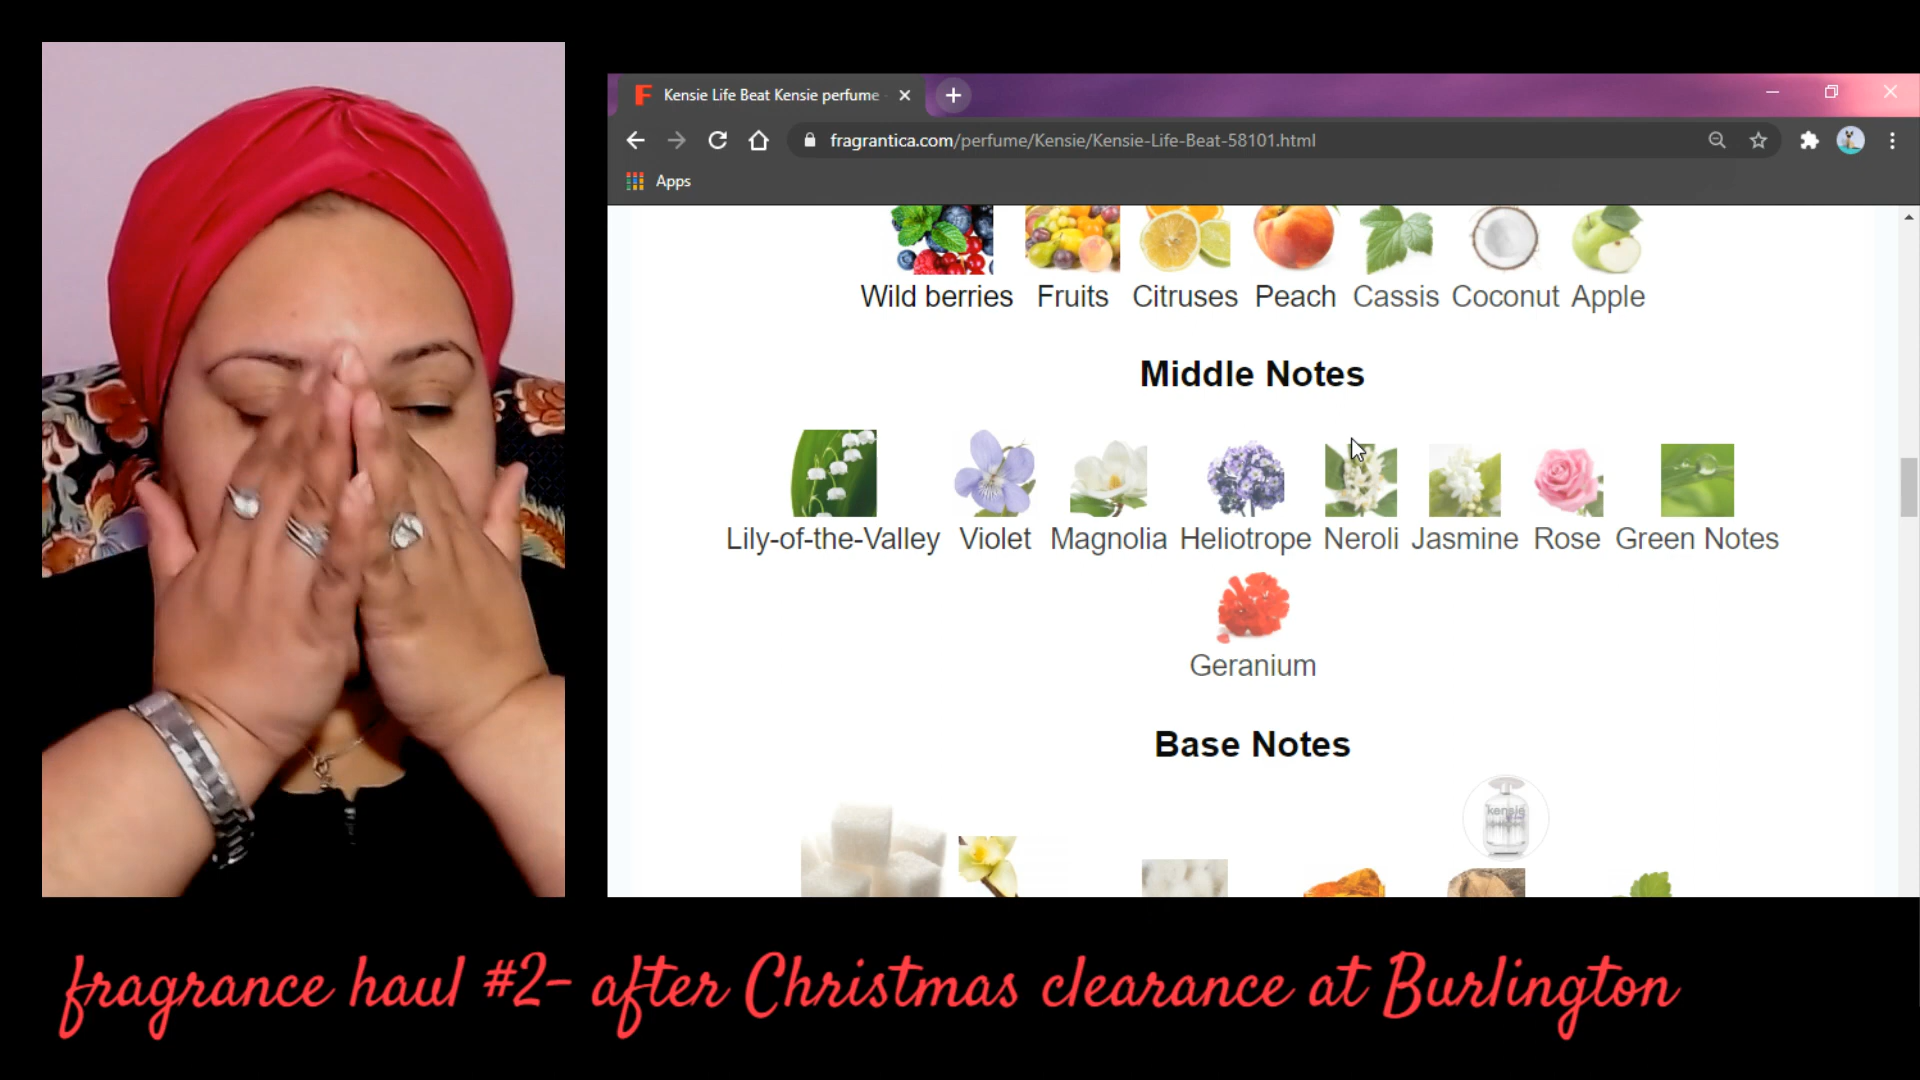 Kensie Life Beat Kensie perfume
fragrantica.com/perfume/Kensie/Kensie-Life-Beat-58101.html
Apps
Wild berries Fruits Citruses Peach Cassis Coconut Apple
Middle Notes
Lily-of-the-Valley Violet Magnolia Heliotrope Neroli Jasmine Rose Green Notes
Geranium
Base Notes
kensie
fragrance haul #2- after Christmas clearance at Burlington